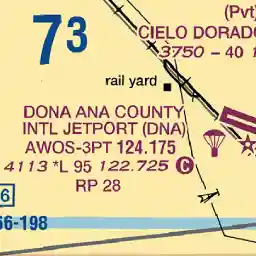 (Pvt)
7³
CIELO DORADO
3750 - 40
rail yard
DONA ANA COUNTY
INTL JETPORT (DNA)
AWOS-3PT 124.175
4113 *L 95 122.725 C
RP 28
6
56-198